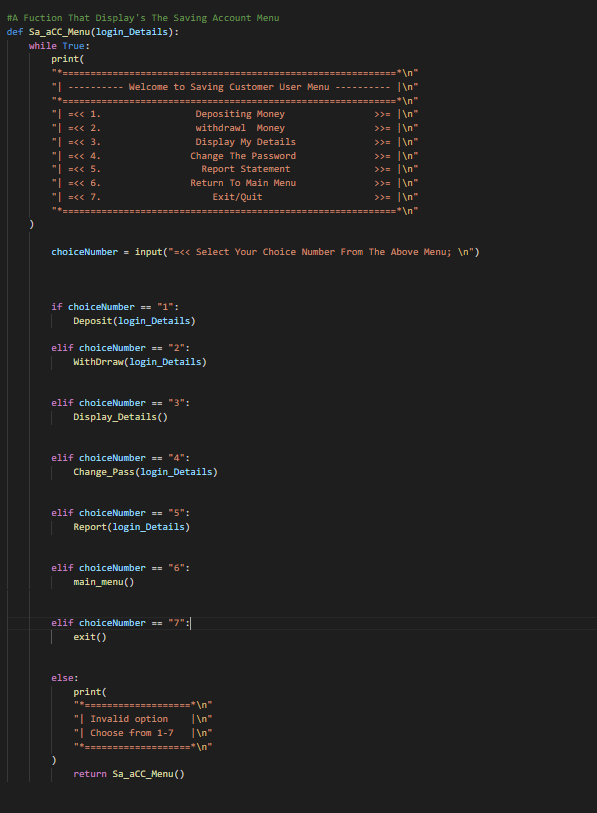 #A Fuction That Display's The Saving Account Menu
def Sa_aCC_Menu(login_Details):
while True:
print(
"*============================================================*\n"
"| ---------- Welcome to Saving Customer User Menu ---------- |\n"
"*============================================================*\n"
"| =<< 1.                 Depositing Money                >>= |\n"
"| =<< 2.                 withdrawl  Money                >>= |\n"
"| =<< 3.                 Display My Details              >>= |\n"
"| =<< 4.                Change The Password              >>= |\n"
"| =<< 5.                  Report Statement               >>= |\n"
"| =<< 6.                Return To Main Menu              >>= |\n"
"| =<< 7.                    Exit/Quit                    >>= |\n"
"*============================================================*\n"
)
choiceNumber = input("=<< Select Your Choice Number From The Above Menu; \n")
if choiceNumber == "1":
Deposit(login_Details)
elif choiceNumber == "2":
WithDrraw(login_Details)
elif choiceNumber == "3":
Display_Details()
elif choiceNumber == "4":
Change_Pass(login_Details)
elif choiceNumber == "5":
Report(login_Details)
elif choiceNumber == "6":
main_menu()
elif choiceNumber == "7":
exit()
else:
print(
"*===================*\n"
"| Invalid option    |\n"
"| Choose from 1-7   |\n"
"*===================*\n"
)
return Sa_aCC_Menu()